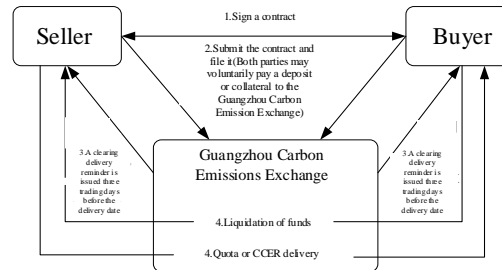 1.Sign a contract
Seller
Buyer
2.Submit the contract and
file it(Both parties may
voluntarily pay a deposit
or collateral to the
Guangzhou Carbon
Emission Exchange)
3.A clearing
delivery
reminder is
issued three
trading days
before the
delivery date
Guangzhou Carbon
Emissions Exchange
3.A clearing
delivery
reminder is
issued three
trading days
before the
delivery date
4.Liquidation of funds
4.Quota or CCER delivery